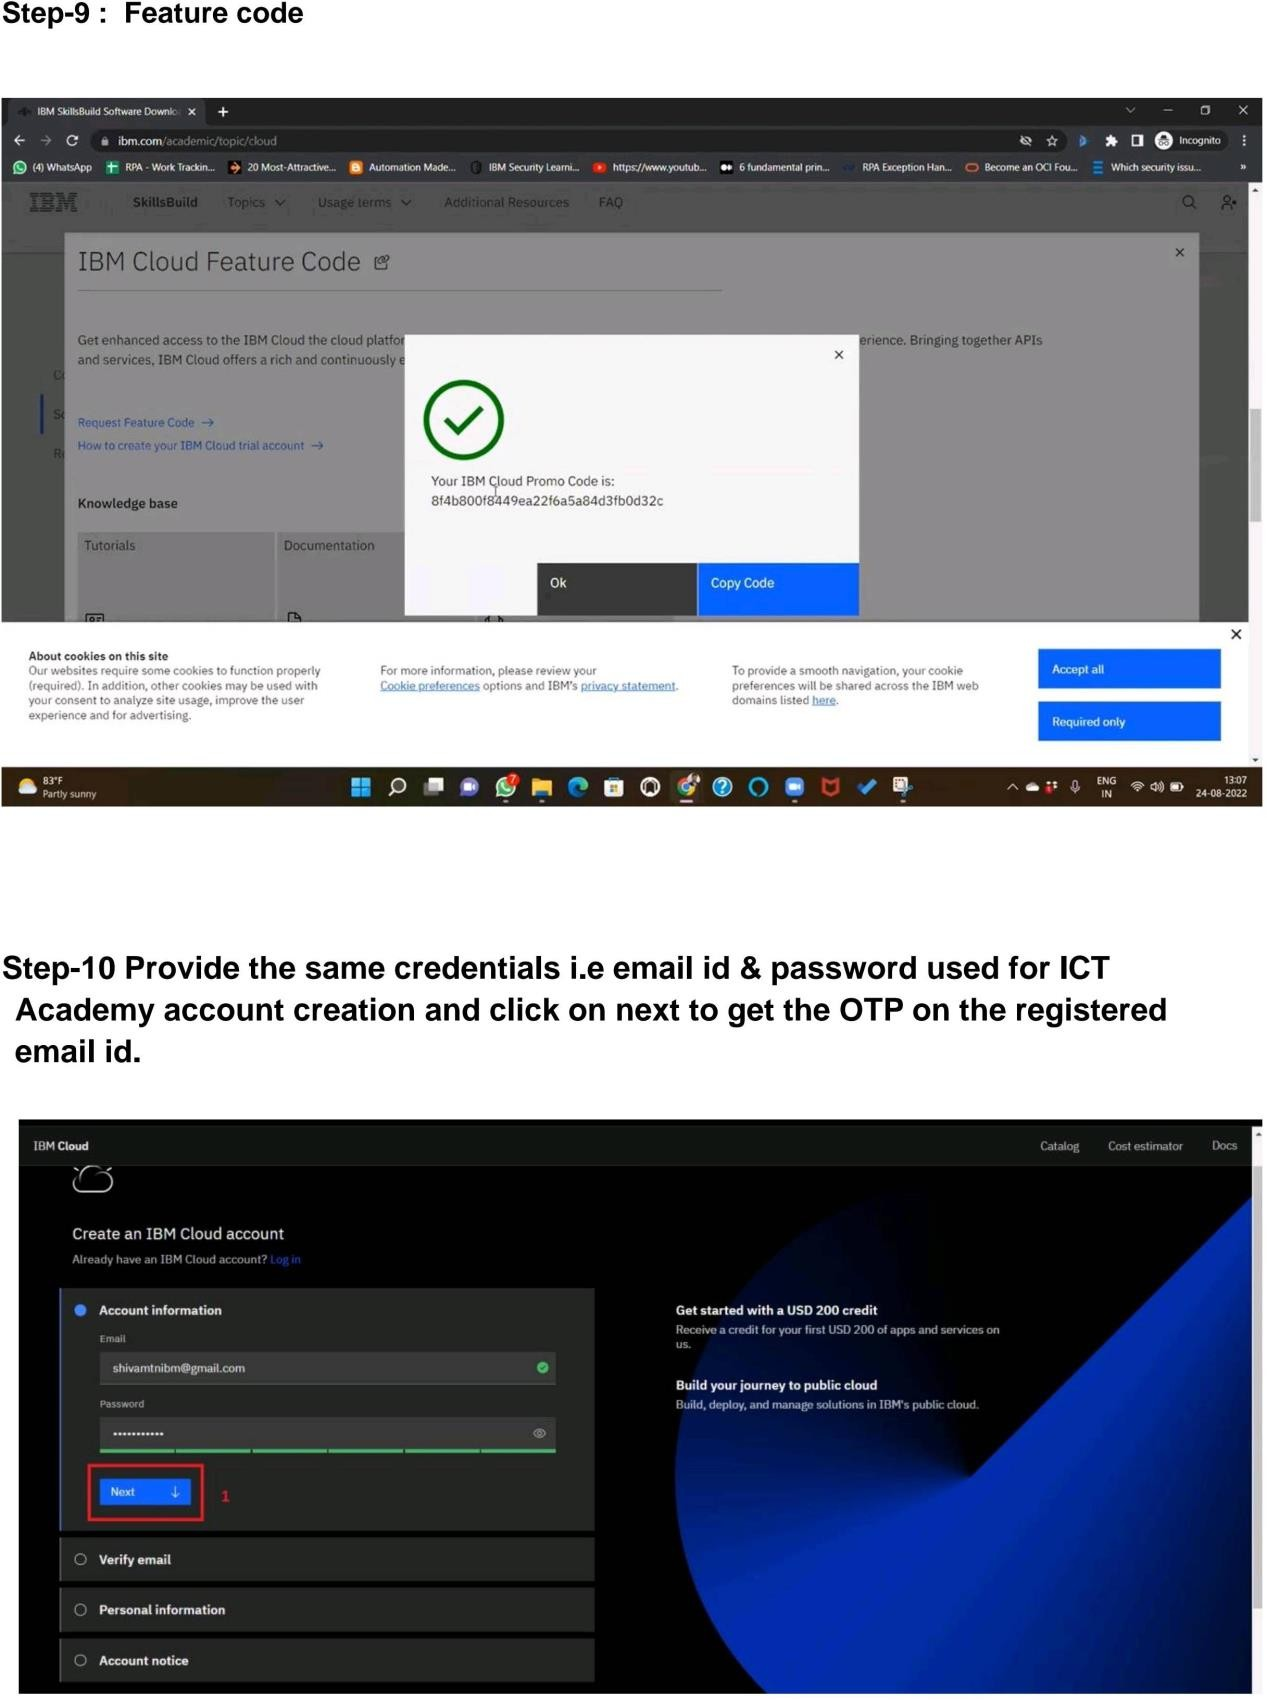 Step-9 :  Feature code
IBM SkillsBuild Software Downlo
ibm.com/academic/topic/cloud
Incognito
(4) WhatsApp
RPA - Work Trackin...
20 Most-Attractive...
Automation Made...
IBM Security Learni...
https://www.youtub...
6 fundamental prin...
RPA Exception Han...
Become an OCI Fou...
Which security issu...
»
IBM
SkillsBuild
Topics
Usage terms
Additional Resources
FAQ
IBM Cloud Feature Code
Get enhanced access to the IBM Cloud the cloud platfor
erience. Bringing together APIs
and services, IBM Cloud offers a rich and continuously e
Request Feature Code →
How to create your IBM Cloud trial account →
Knowledge base
Tutorials
Documentation
Your IBM Cloud Promo Code is:
8f4b800f8449ea22f6a5a84d3fb0d32c
Ok
Copy Code
About cookies on this site
Our websites require some cookies to function properly
(required). In addition, other cookies may be used with
your consent to analyze site usage, improve the user
experience and for advertising.
For more information, please review your
Cookie preferences options and IBM's privacy statement.
To provide a smooth navigation, your cookie
preferences will be shared across the IBM web
domains listed here.
Accept all
Required only
83°F
Partly sunny
7
ENG
IN
13:07
24-08-2022
Step-10 Provide the same credentials i.e email id & password used for ICT
Academy account creation and click on next to get the OTP on the registered
email id.
IBM Cloud
Catalog
Cost estimator
Docs
Create an IBM Cloud account
Already have an IBM Cloud account? Log in
Account information
Email
shivamtnibm@gmail.com
Password
•••••••••••
Next
1
Verify email
Personal information
Account notice
Get started with a USD 200 credit
Receive a credit for your first USD 200 of apps and services on
us.
Build your journey to public cloud
Build, deploy, and manage solutions in IBM's public cloud.